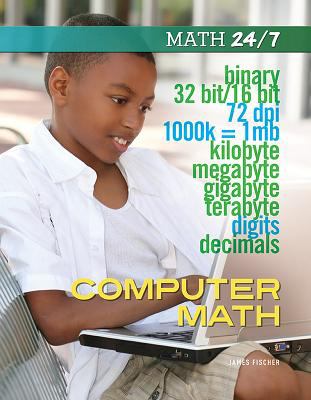 MATH 24/7
binary
32 bit/16 bit
72 dpi
1000k = 1mb
kilobyte
megabyte
gigabyte
terabyte
digits
decimals
COMPUTER
MATH
JAMES FISCHER